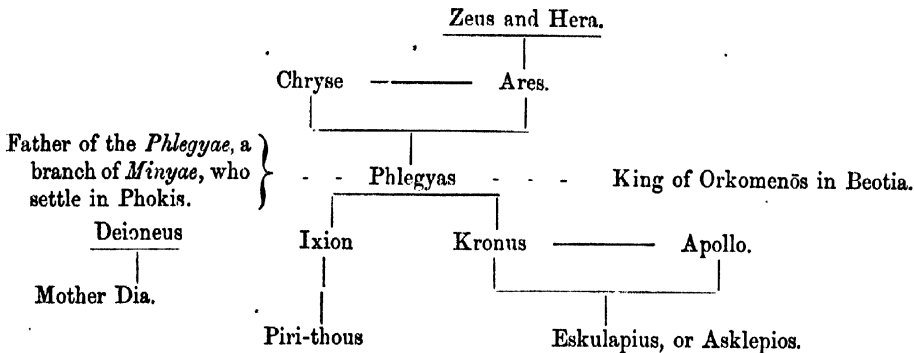 Zeus and Hera.
Chryse Ares.
Father of the Phlegyae, a
branch of Minyae, who
settle in Phokis.
Phlegyas
King of Orkomenōs in Beotia.
Deioneus
Ixion Kronus Apollo.
Mother Dia.
Piri-thous Eskulapius, or Asklepios.